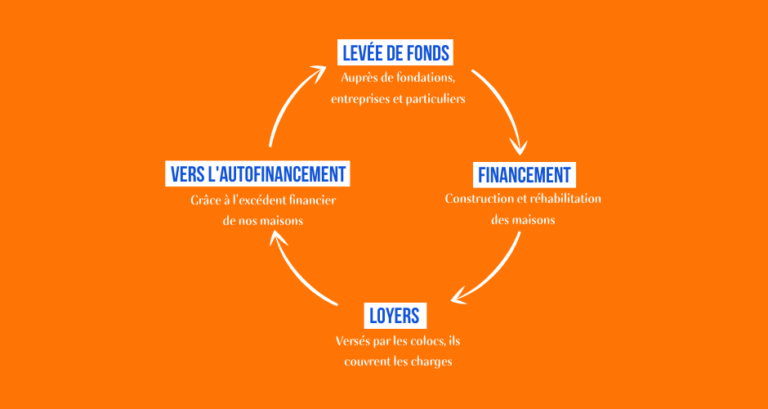 LEVÉE DE FONDS
Auprès de fondations,
entreprises et particuliers
FINANCEMENT
Construction et réhabilitation
des maisons
LOYERS
Versés par les colocs, ils
couvrent les charges
VERS L'AUTOFINANCEMENT
Grâce à l'excédent financier
de nos maisons